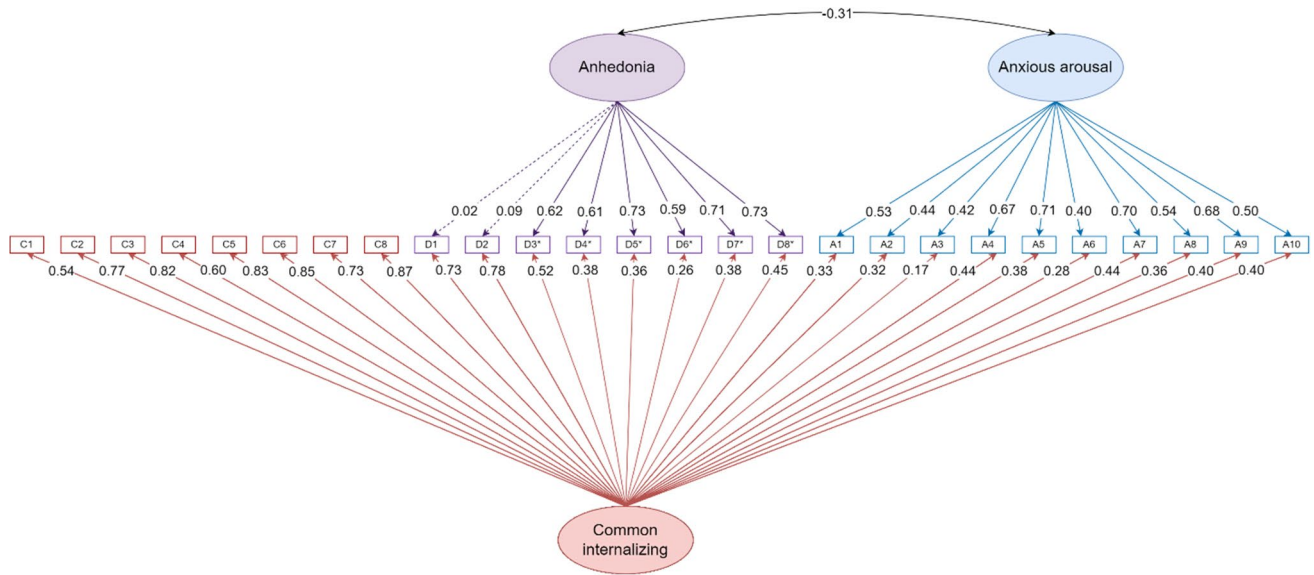 -0.31
Anhedonia
Anxious arousal
0.02 0.09 0.62 0.61 0.73 0.59 0.71 0.73 0.53 0.44 0.42 0.67 0.71 0.40 0.70 0.54 0.68 0.50
C1 C2 C3 C4 C5 C6 C7 C8 D1 D2 D3* D4* D5* D6* D7* D8* A1 A2 A3 A4 A5 A6 A7 A8 A9 A10
0.54 0.77 0.82 0.60 0.83 0.85 0.73 0.87 0.73 0.78 0.52 0.38 0.36 0.26 0.38 0.45 0.33 0.32 0.17 0.44 0.38 0.28 0.44 0.36 0.40 0.40
Common
internalizing